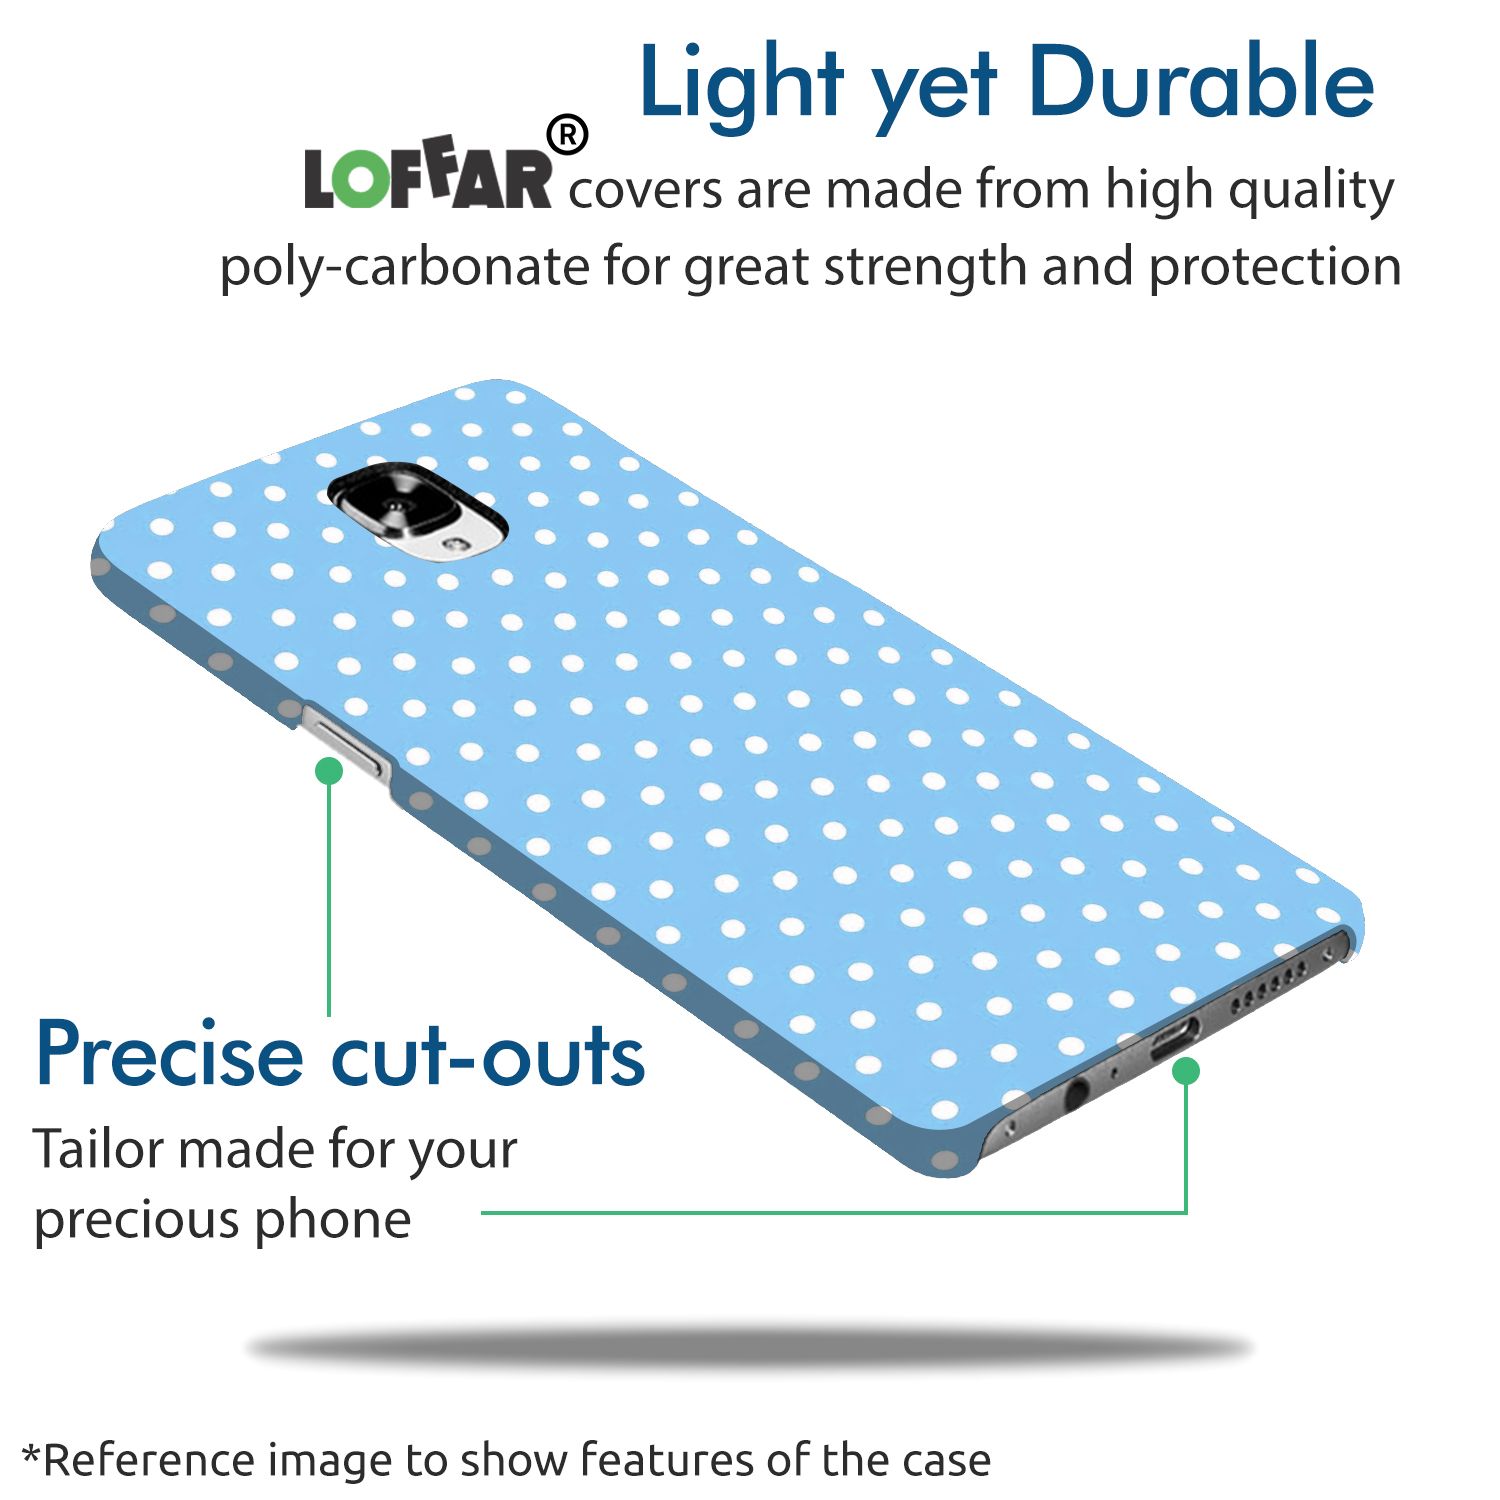 Light yet Durable
LOFFAR® covers are made from high quality
poly-carbonate for great strength and protection
Precise cut-outs
Tailor made for your
precious phone
*Reference image to show features of the case